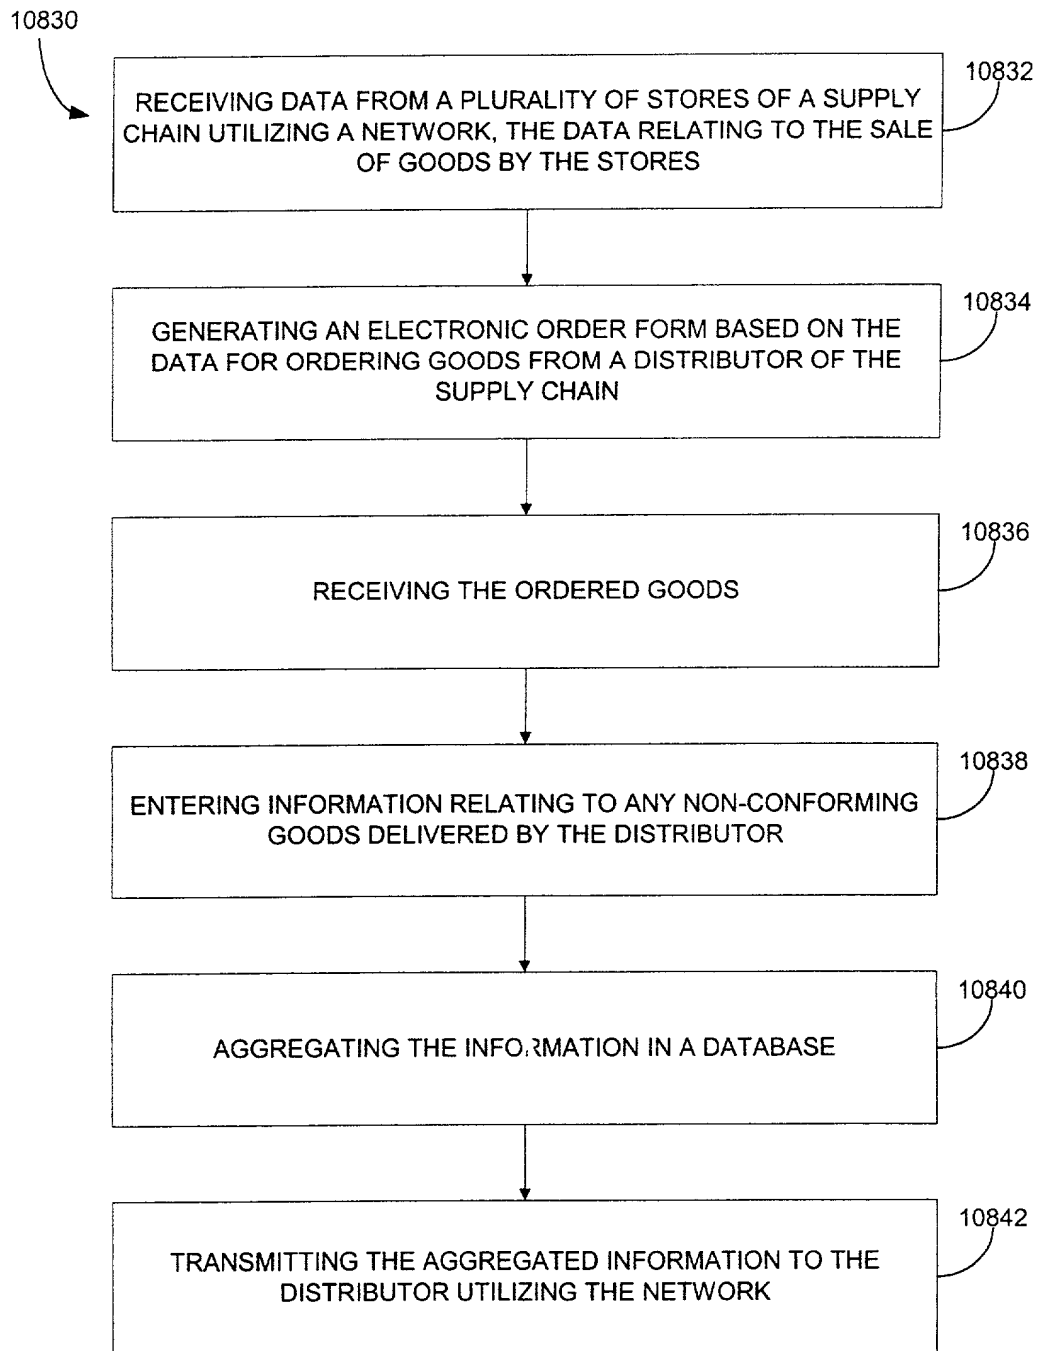 10830
10832
RECEIVING DATA FROM A PLURALITY OF STORES OF A SUPPLY
CHAIN UTILIZING A NETWORK, THE DATA RELATING TO THE SALE
OF GOODS BY THE STORES
10834
GENERATING AN ELECTRONIC ORDER FORM BASED ON THE
DATA FOR ORDERING GOODS FROM A DISTRIBUTOR OF THE
SUPPLY CHAIN
10836
RECEIVING THE ORDERED GOODS
10838
ENTERING INFORMATION RELATING TO ANY NON-CONFORMING
GOODS DELIVERED BY THE DISTRIBUTOR
10840
AGGREGATING THE INFORMATION IN A DATABASE
10842
TRANSMITTING THE AGGREGATED INFORMATION TO THE
DISTRIBUTOR UTILIZING THE NETWORK